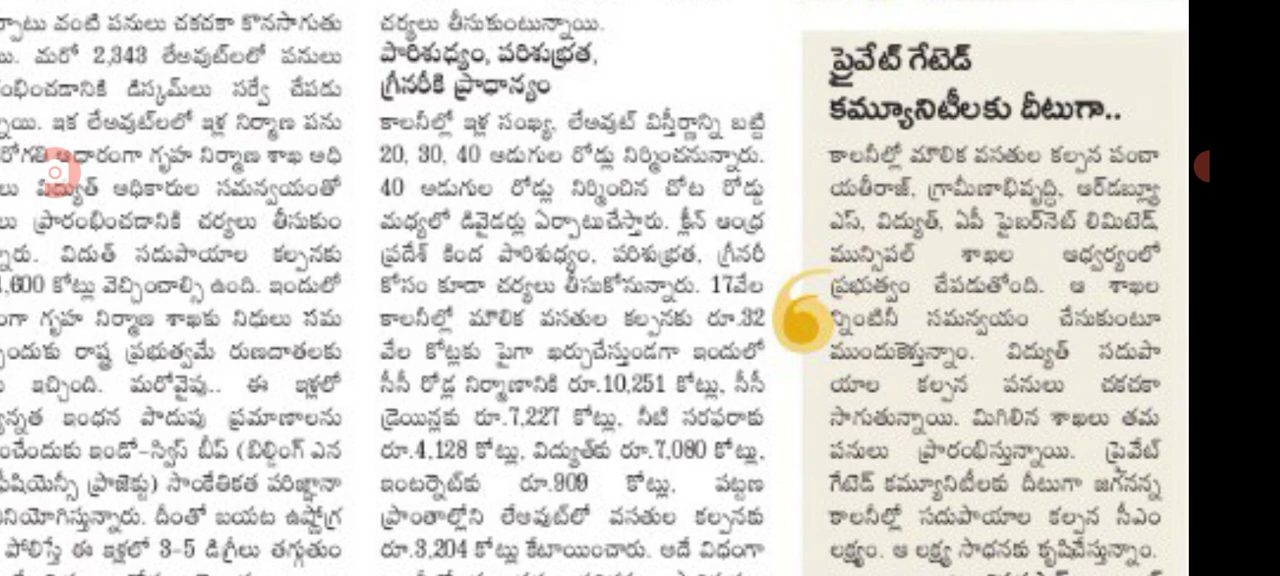 ర్పాటు వంటి పనులు చకచకా కొనసాగుతు
యి. మరో 2,343 లేఅవుట్‌లలో పనులు
ంభించడానికి డిస్కమ్‌లు సర్వే చేపడు
న్నాయి. ఇక లేఅవుట్‌లలో ఇళ్ల నిర్మాణ పను
రోగతి ఆధారంగా గృహ నిర్మాణ శాఖ అధి
లు విద్యుత్ అధికారుల సమన్వయంతో
లు ప్రారంభించడానికి చర్యలు తీసుకుం
న్నారు. విదుత్ సదుపాయాల కల్పనకు
4,600 కోట్లు వెచ్చించాల్సి ఉంది. ఇందులో
ంగా గృహ నిర్మాణ శాఖకు నిధులు సమ
ందుకు రాష్ట్ర ప్రభుత్వమే రుణదాతలకు
ఇచ్చింది. మరోవైపు.. ఈ ఇళ్లలో
న్నత ఇంధన పొదుపు ప్రమాణాలను
ంచేందుకు ఇండో–స్విస్ బీప్ (బిల్డింగ్ ఎన
ఫీషియెన్సీ ప్రాజెక్టు) సాంకేతికత పరిజ్ఞానా
నియోగిస్తున్నారు. దీంతో బయట ఉష్ణోగ్ర
పోలిస్తే ఈ ఇళ్లలో 3–5 డిగ్రీలు తగ్గుతుం
చర్యలు తీసుకుంటున్నాయి.
పారిశుధ్యం, పరిశుభ్రత,
గ్రీనరీకి ప్రాధాన్యం
కాలనీల్లో ఇళ్ల సంఖ్య, లేఅవుట్ విస్తీర్ణాన్ని బట్టి
20, 30, 40 అడుగుల రోడ్లు నిర్మించనున్నారు.
40 అడుగుల రోడ్లు నిర్మించిన చోట రోడ్డు
మధ్యలో డివైడర్లు ఏర్పాటుచేస్తారు. క్లీన్ ఆంధ్ర
ప్రదేశ్ కింద పారిశుధ్యం, పరిశుభ్రత, గ్రీనరీ
కోసం కూడా చర్యలు తీసుకోనున్నారు. 17వేల
కాలనీల్లో మౌలిక వసతుల కల్పనకు రూ.32
వేల కోట్లకు పైగా ఖర్చుచేస్తుండగా ఇందులో
సీసీ రోడ్ల నిర్మాణానికి రూ.10,251 కోట్లు, సీసీ
డ్రెయిన్లకు రూ.7,227 కోట్లు, నీటి సరఫరాకు
రూ.4,128 కోట్లు, విద్యుత్‌కు రూ.7,080 కోట్లు,
ఇంటర్నెట్‌కు రూ.909 కోట్లు, పట్టణ
ప్రాంతాల్లోని లేఅవుట్‌లో వసతుల కల్పనకు
రూ.3,204 కోట్లు కేటాయించారు. అదే విధంగా
ప్రైవేట్ గేటెడ్
కమ్యూనిటీలకు దీటుగా..
కాలనీల్లో మౌలిక వసతుల కల్పన పంచా
యతీరాజ్, గ్రామీణాభివృద్ధి, ఆర్‌డబ్ల్యూ
ఎస్, విద్యుత్, ఏపీ ఫైబర్‌నెట్ లిమిటెడ్,
మున్సిపల్ శాఖల ఆధ్వర్యంలో
ప్రభుత్వం చేపడుతోంది. ఆ శాఖల
న్నింటినీ సమన్వయం చేసుకుంటూ
ముందుకెళ్తున్నాం. విద్యుత్ సదుపా
యాల కల్పన పనులు చకచకా
సాగుతున్నాయి. మిగిలిన శాఖలు తమ
పనులు ప్రారంభిస్తున్నాయి. ప్రైవేట్
గేటెడ్ కమ్యూనిటీలకు దీటుగా జగనన్న
కాలనీల్లో సదుపాయాల కల్పన సీఎం
లక్ష్యం. ఆ లక్ష్య సాధనకు కృషిచేస్తున్నాం.